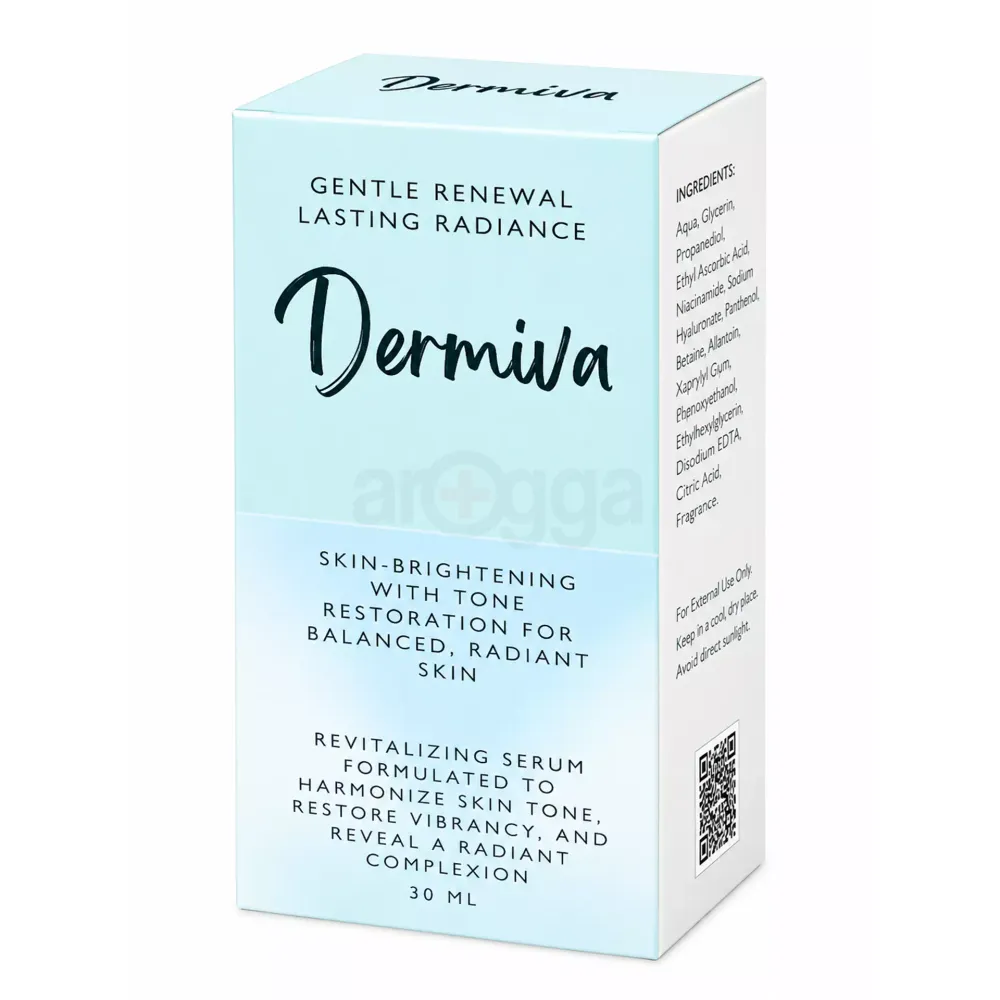 Dermiva
GENTLE RENEWAL
LASTING RADIANCE
Dermiva
arogga
SKIN-BRIGHTENING
WITH TONE
RESTORATION FOR
BALANCED, RADIANT
SKIN
REVITALIZING SERUM
FORMULATED TO
HARMONIZE SKIN TONE,
RESTORE VIBRANCY, AND
REVEAL A RADIANT
COMPLEXION
30 ML
INGREDIENTS:
Aqua, Glycerin,
Propanediol,
Ethyl Ascorbic Acid,
Niacinamide, Sodium
Hyaluronate, Panthenol,
Betaine, Allantoin,
Xaprylyl Gum,
Phenoxyethanol,
Ethylhexylglycerin,
Disodium EDTA,
Citric Acid,
Fragrance.
For External Use Only.
Keep in a cool, dry place.
Avoid direct sunlight.